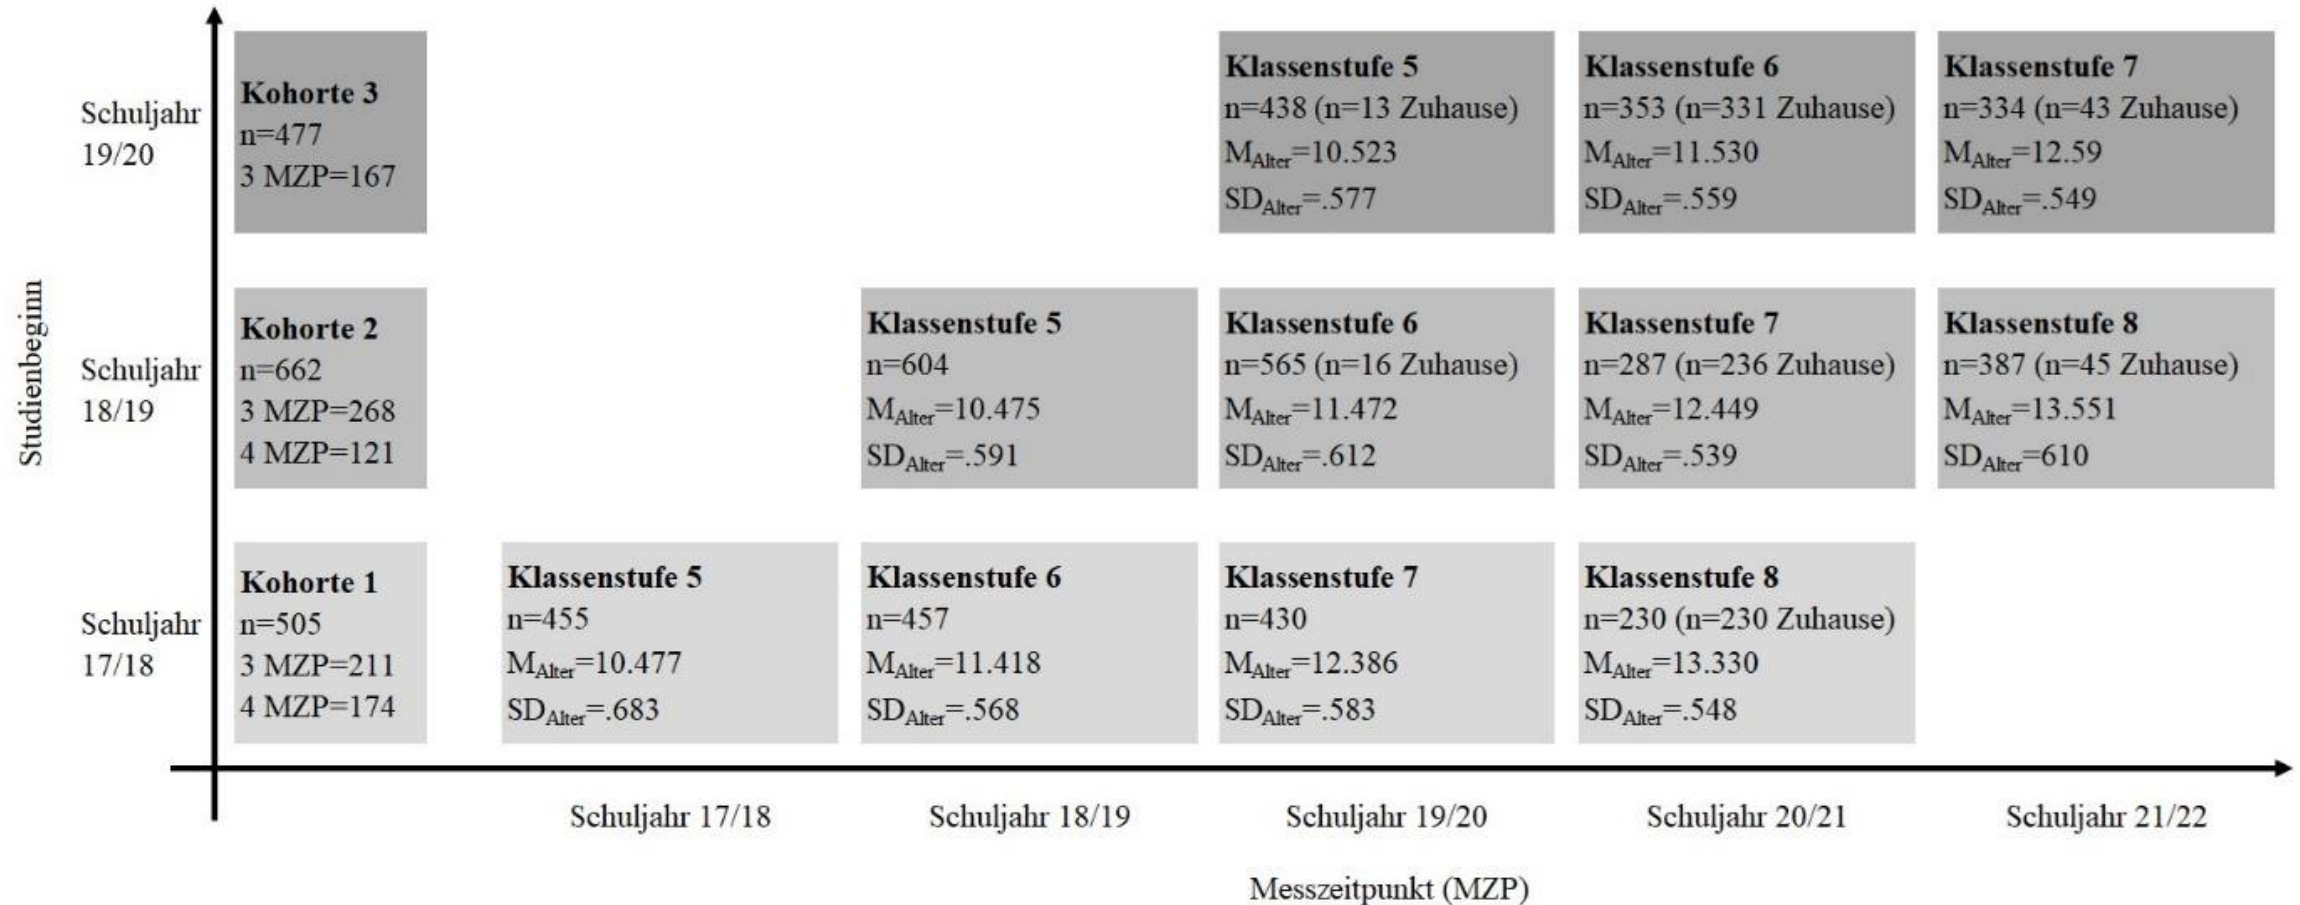 Studienbeginn
Schuljahr
19/20
Kohorte 3
n=477
3 MZP=167
Klassenstufe 5
n=438 (n=13 Zuhause)
MAlter=10.523
SDAlter=.577
Klassenstufe 6
n=353 (n=331 Zuhause)
MAlter=11.530
SDAlter=.559
Klassenstufe 7
n=334 (n=43 Zuhause)
MAlter=12.59
SDAlter=.549
Schuljahr
18/19
Kohorte 2
n=662
3 MZP=268
4 MZP=121
Klassenstufe 5
n=604
MAlter=10.475
SDAlter=.591
Klassenstufe 6
n=565 (n=16 Zuhause)
MAlter=11.472
SDAlter=.612
Klassenstufe 7
n=287 (n=236 Zuhause)
MAlter=12.449
SDAlter=.539
Klassenstufe 8
n=387 (n=45 Zuhause)
MAlter=13.551
SDAlter=610
Schuljahr
17/18
Kohorte 1
n=505
3 MZP=211
4 MZP=174
Klassenstufe 5
n=455
MAlter=10.477
SDAlter=.683
Klassenstufe 6
n=457
MAlter=11.418
SDAlter=.568
Klassenstufe 7
n=430
MAlter=12.386
SDAlter=.583
Klassenstufe 8
n=230 (n=230 Zuhause)
MAlter=13.330
SDAlter=.548
Schuljahr 17/18
Schuljahr 18/19
Schuljahr 19/20
Schuljahr 20/21
Schuljahr 21/22
Messzeitpunkt (MZP)